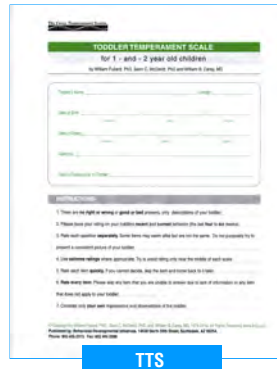 The Carey Temperament Scales
TODDLER TEMPERAMENT SCALE
for 1 - and - 2 year old children
by William Fullard, PhD, Sean C. McDevitt, PhD and William B. Carey, MD
INSTRUCTIONS
1. There are no right or wrong or good or bad answers, only descriptions of your toddler.
2. Please base your rating on your toddler's recent and current behavior (the last four to six weeks).
3. Rate each question separately. Some items may seem alike but are not the same. Do not purposely try to
present a consistent picture of your toddler.
4. Use extreme ratings where appropriate. Try to avoid rating only near the middle of each scale.
5. Rate each item quickly. If you cannot decide, skip the item and come back to it later.
6. Rate every item. Please skip any item that you are unable to answer due to lack of information or any item
that does not apply to your toddler.
7. Consider only your own impressions and observations of the toddler.
TTS